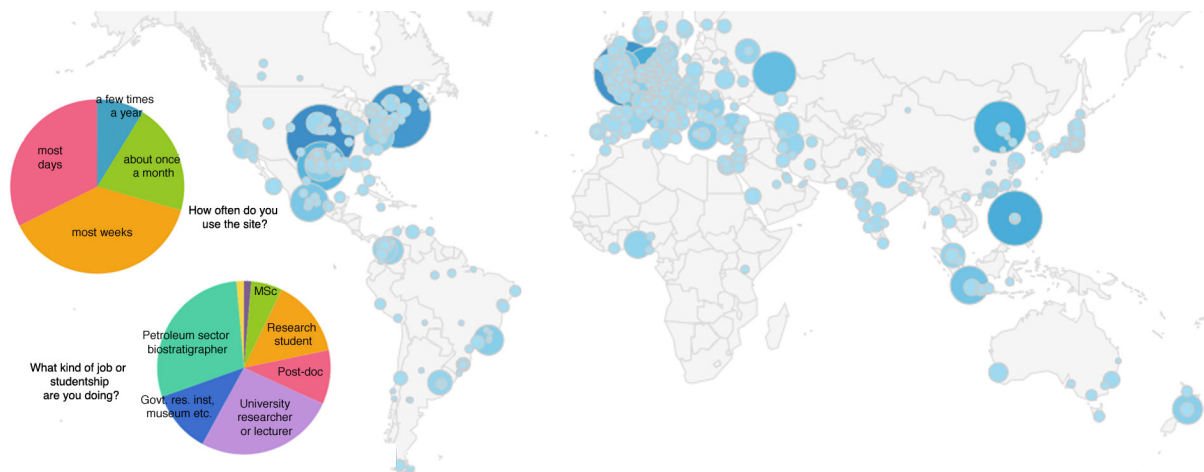 a few times
a year
most
days
about once
a month
most weeks
How often do you
use the site?
MSc
Research
student
Petroleum sector
biostratigrapher
Post-doc
What kind of job or
studentship
are you doing?
Govt. res. inst,
museum etc.
University
researcher
or lecturer